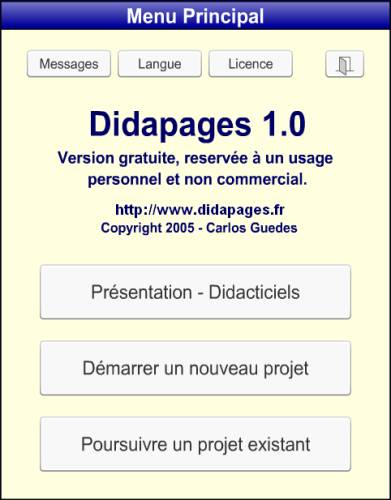 Menu Principal
Messages Langue Licence
Didapages 1.0
Version gratuite, reservée à un usage
personnel et non commercial.
http://www.didapages.fr
Copyright 2005 - Carlos Guedes
Présentation - Didacticiels
Démarrer un nouveau projet
Poursuivre un projet existant